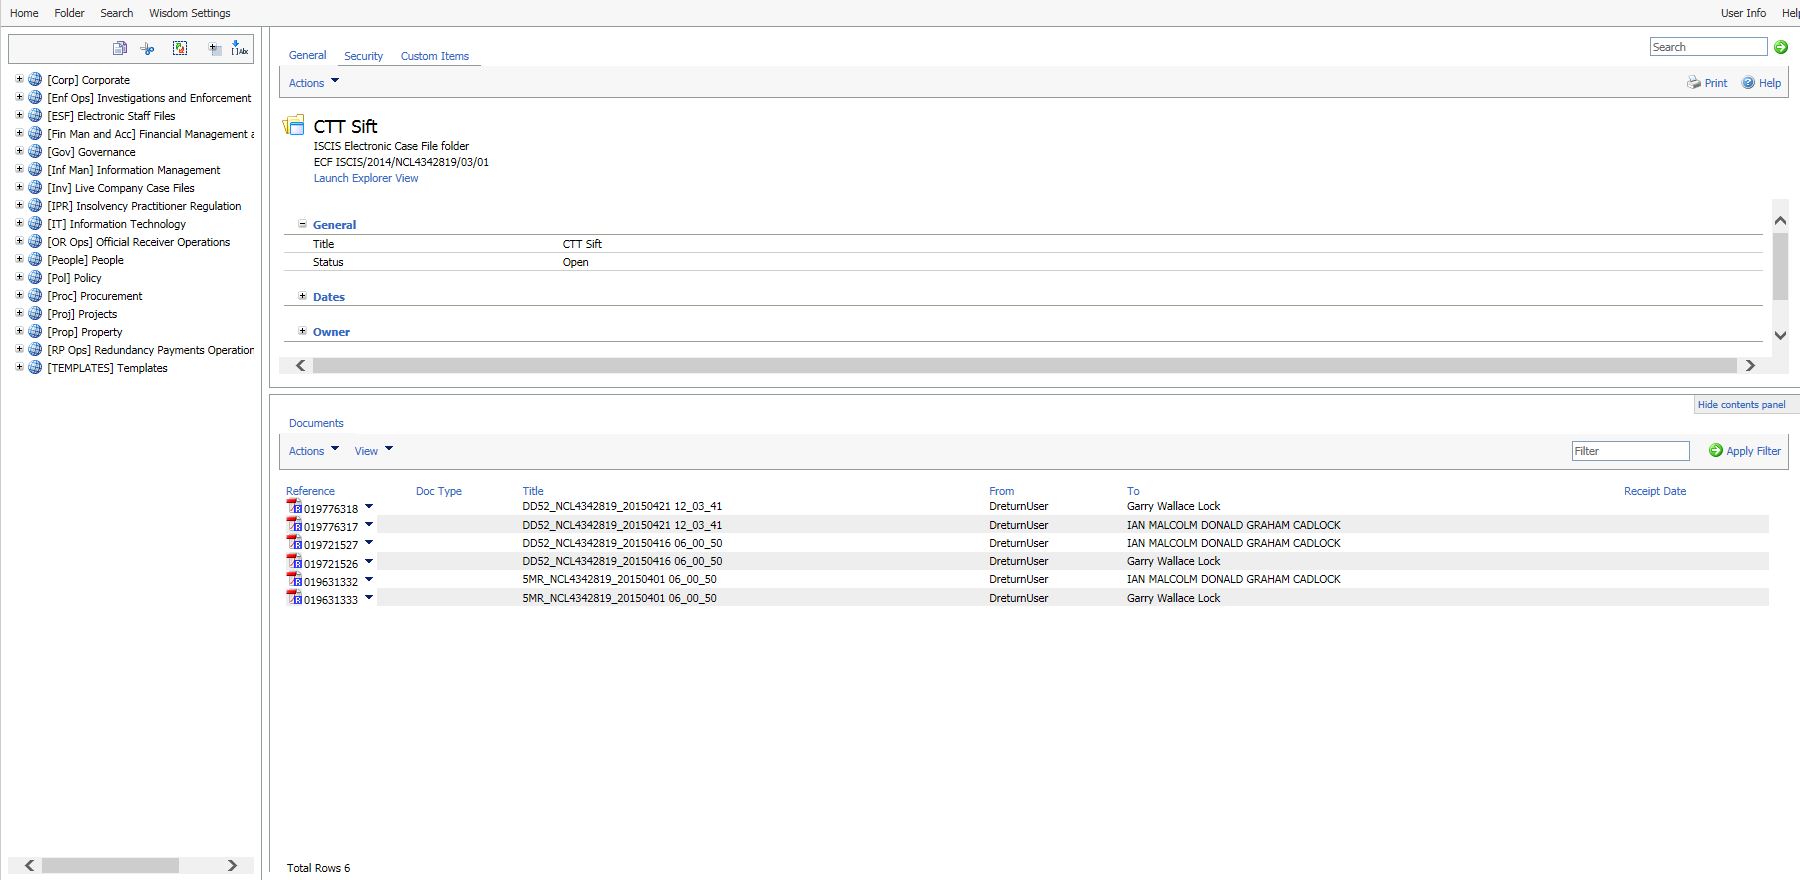 Home Folder Search Wisdom Settings User Info Help
[Corp] Corporate
[Enf Ops] Investigations and Enforcement
[ESF] Electronic Staff Files
[Fin Man and Acc] Financial Management a
[Gov] Governance
[Inf Man] Information Management
[Inv] Live Company Case Files
[IPR] Insolvency Practitioner Regulation
[IT] Information Technology
[OR Ops] Official Receiver Operations
[People] People
[Pol] Policy
[Proc] Procurement
[Proj] Projects
[Prop] Property
[RP Ops] Redundancy Payments Operation
[TEMPLATES] Templates
General Security Custom Items Search
Actions Print Help
CTT Sift
ISCIS Electronic Case File folder
ECF ISCIS/2014/NCL4342819/03/01
Launch Explorer View
General
Title CTT Sift
Status Open
Dates
Owner
Hide contents panel
Documents
Actions View Filter Apply Filter
Reference Doc Type Title From To Receipt Date
019776318 DD52_NCL4342819_20150421 12_03_41 DreturnUser Garry Wallace Lock
019776317 DD52_NCL4342819_20150421 12_03_41 DreturnUser IAN MALCOLM DONALD GRAHAM CADLOCK
019721527 DD52_NCL4342819_20150416 06_00_50 DreturnUser IAN MALCOLM DONALD GRAHAM CADLOCK
019721526 DD52_NCL4342819_20150416 06_00_50 DreturnUser Garry Wallace Lock
019631332 5MR_NCL4342819_20150401 06_00_50 DreturnUser IAN MALCOLM DONALD GRAHAM CADLOCK
019631333 5MR_NCL4342819_20150401 06_00_50 DreturnUser Garry Wallace Lock
Total Rows 6